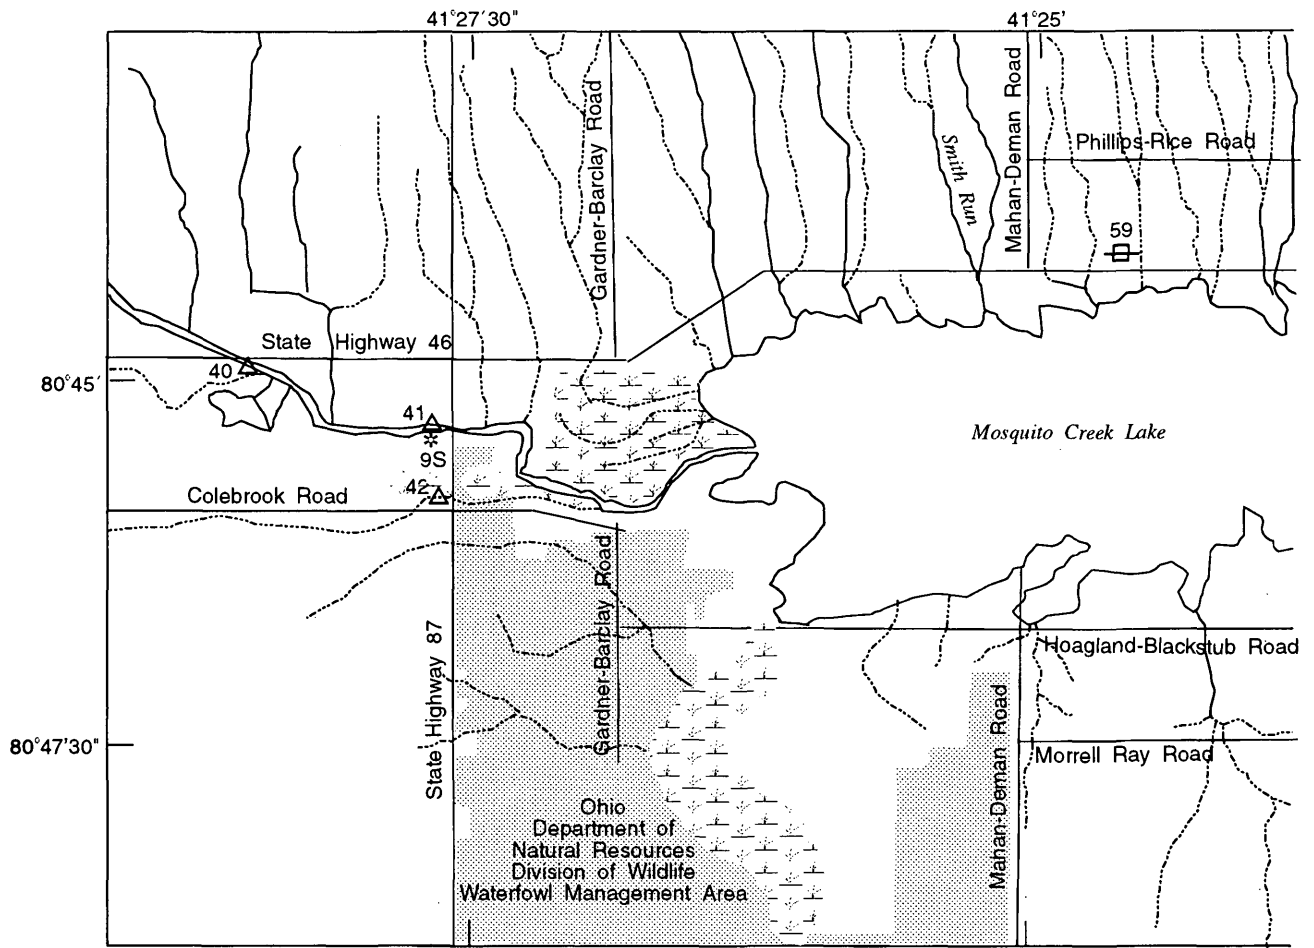 41°27'30"
41°25'
Gardner-Barclay Road
Smith Run
Mahan-Deman Road
Phillips-Rice Road
59
State Highway 46
40
80°45'
41
9S
42
Colebrook Road
Mosquito Creek Lake
State Highway 87
Gardner-Barclay Road
Hoagland-Blackstub Road
Mahan-Deman Road
80°47'30"
Morrell Ray Road
Ohio
Department of
Natural Resources
Division of Wildlife
Waterfowl Management Area